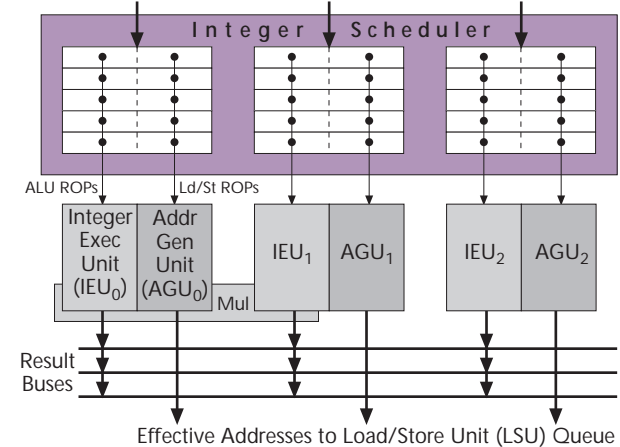 Integer Scheduler
ALU ROPs
Ld/St ROPs
Integer
Exec
Unit
(IEU0)
Addr
Gen
Unit
(AGU0)
Mul
IEU1
AGU1
IEU2
AGU2
Result
Buses
Effective Addresses to Load/Store Unit (LSU) Queue